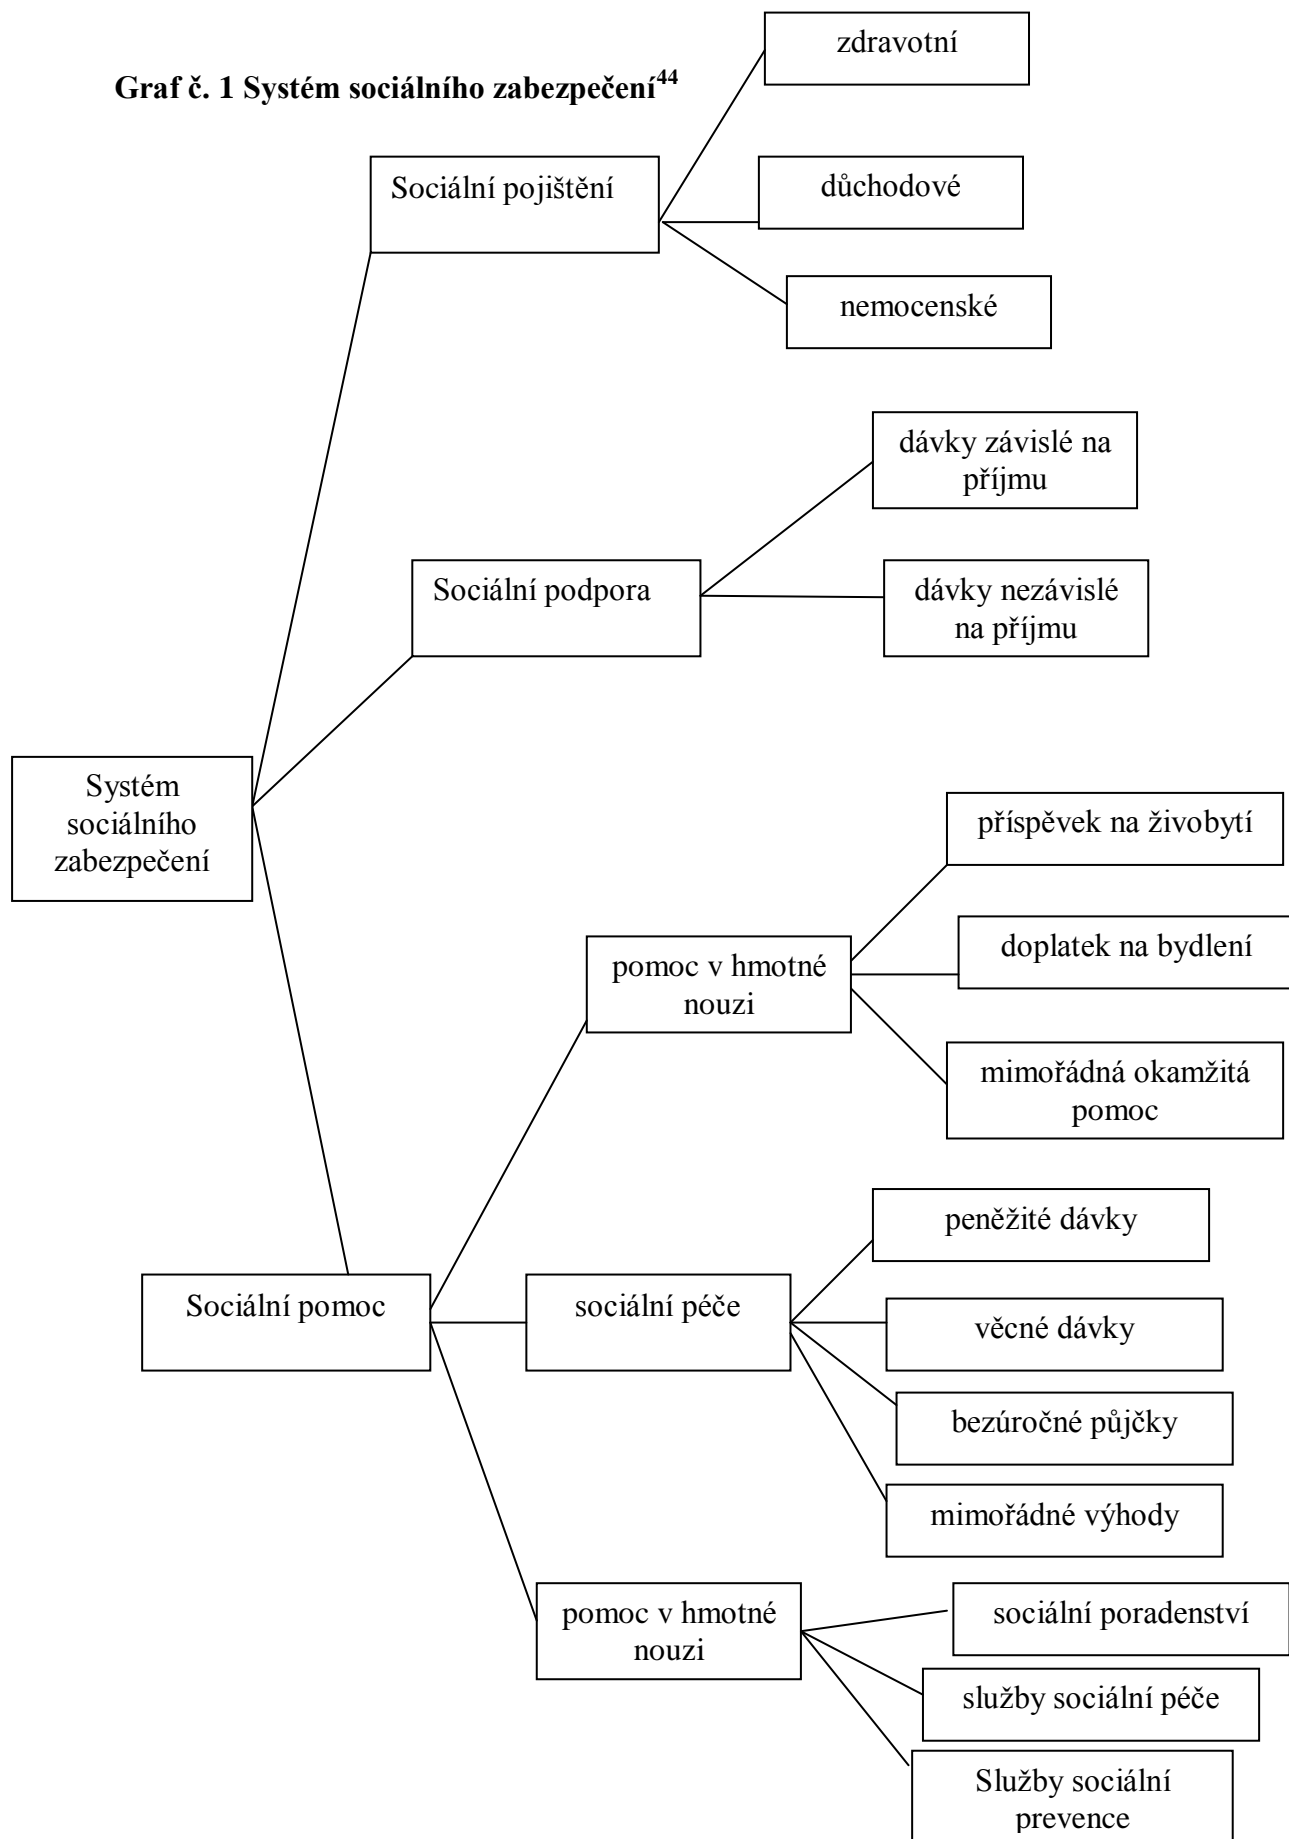 zdravotní
Graf č. 1 Systém sociálního zabezpečení44
Sociální pojištění
důchodové
nemocenské
dávky závislé na
příjmu
Sociální podpora
dávky nezávislé
na příjmu
Systém
sociálního
zabezpečení
příspěvek na živobytí
pomoc v hmotné
nouzi
doplatek na bydlení
mimořádná okamžitá
pomoc
peněžité dávky
Sociální pomoc
sociální péče
věcné dávky
bezúročné půjčky
mimořádné výhody
pomoc v hmotné
nouzi
sociální poradenství
služby sociální péče
Služby sociální
prevence